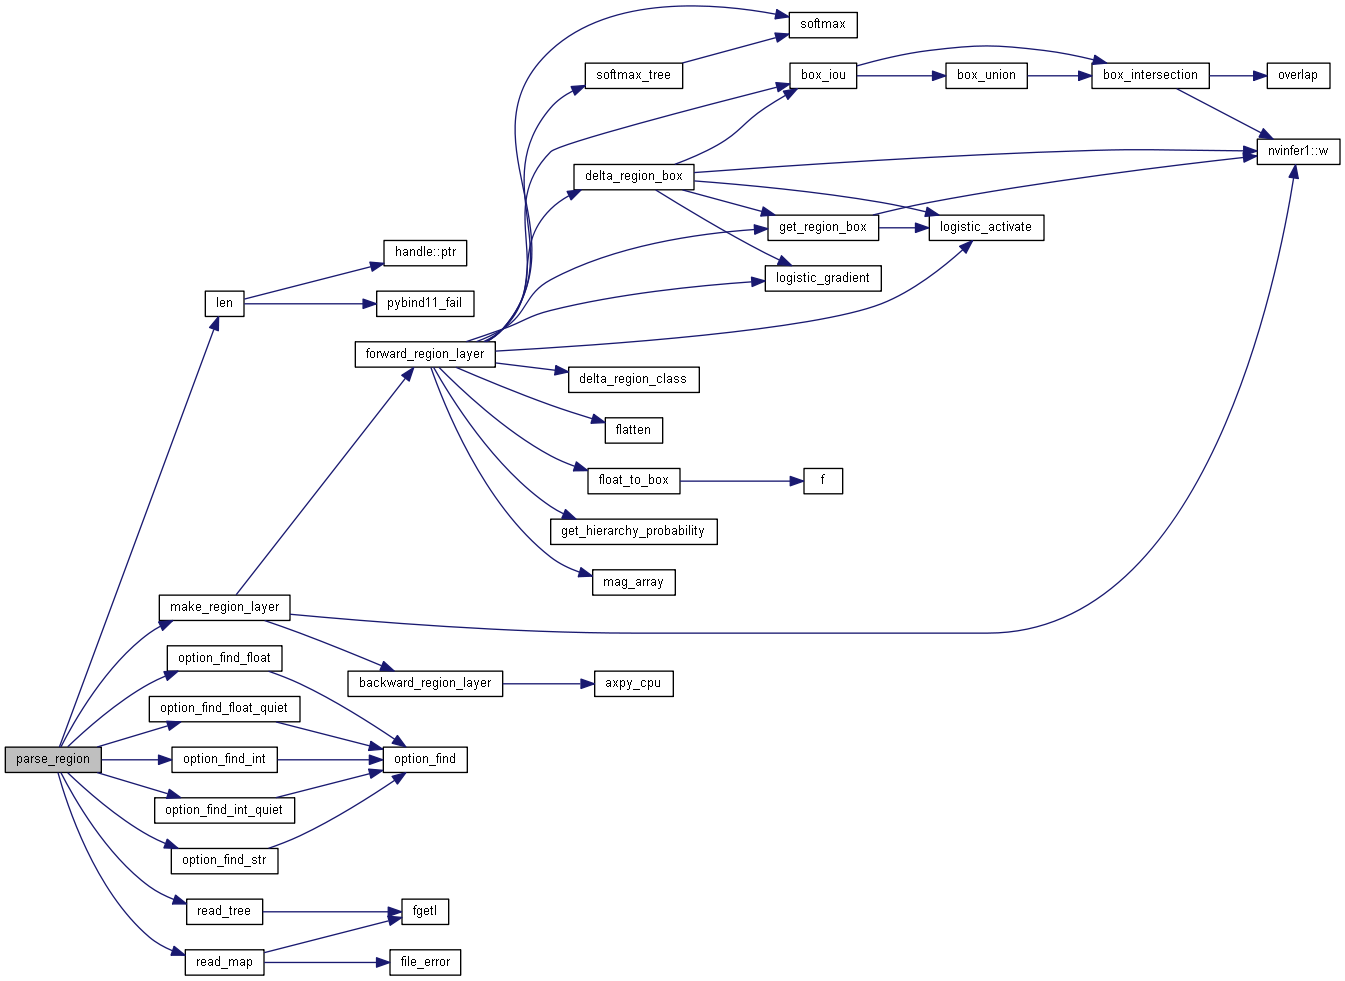 softmax
softmax_tree
box_iou
box_union
box_intersection
overlap
nvinfer1::w
delta_region_box
get_region_box
logistic_activate
handle::ptr
logistic_gradient
len
pybind11_fail
forward_region_layer
delta_region_class
flatten
float_to_box
f
get_hierarchy_probability
mag_array
make_region_layer
option_find_float
backward_region_layer
axpy_cpu
option_find_float_quiet
parse_region
option_find_int
option_find
option_find_int_quiet
option_find_str
read_tree
fgetl
read_map
file_error